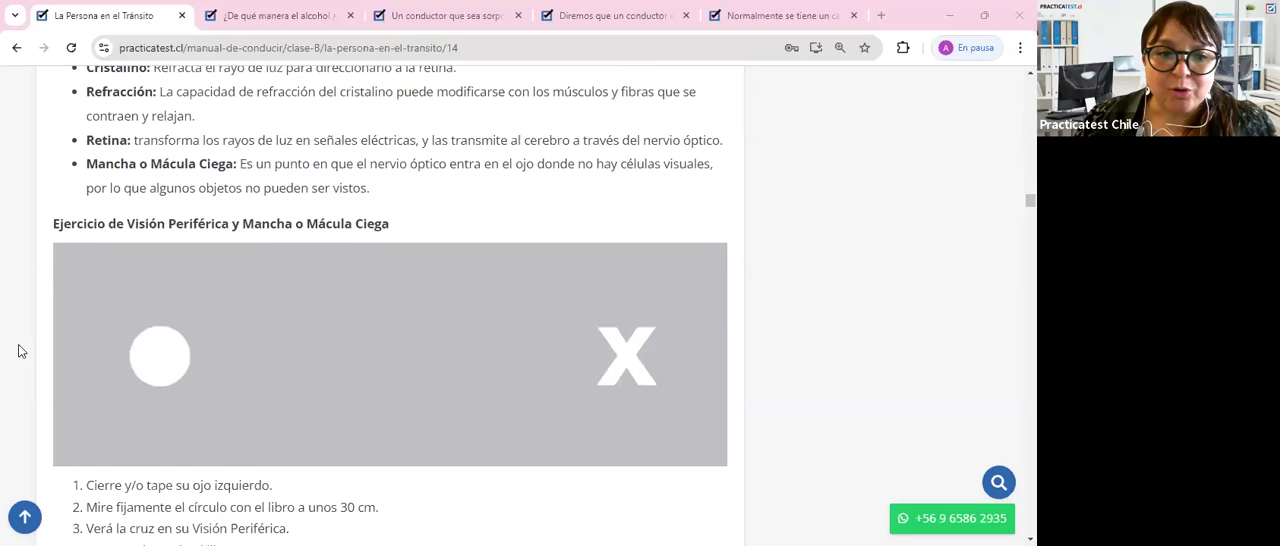 La Persona en el Tránsito
¿De qué manera el alcohol
Un conductor que sea sorp
Diremos que un conductor
Normalmente se tiene un ca
practicatest.cl/manual-de-conducir/clase-B/la-persona-en-el-transito/14
A
En pausa
PRACTICATEST.cl
Cristalino: Refracta el rayo de luz para direccionarlo a la retina.
Refracción: La capacidad de refracción del cristalino puede modificarse con los músculos y fibras que se
contraen y relajan.
Retina: transforma los rayos de luz en señales eléctricas, y las transmite al cerebro a través del nervio óptico.
Mancha o Mácula Ciega: Es un punto en que el nervio óptico entra en el ojo donde no hay células visuales,
por lo que algunos objetos no pueden ser vistos.
Practicatest Chile
Ejercicio de Visión Periférica y Mancha o Mácula Ciega
X
1. Cierre y/o tape su ojo izquierdo.
2. Mire fijamente el círculo con el libro a unos 30 cm.
3. Verá la cruz en su Visión Periférica.
+56 9 6586 2935